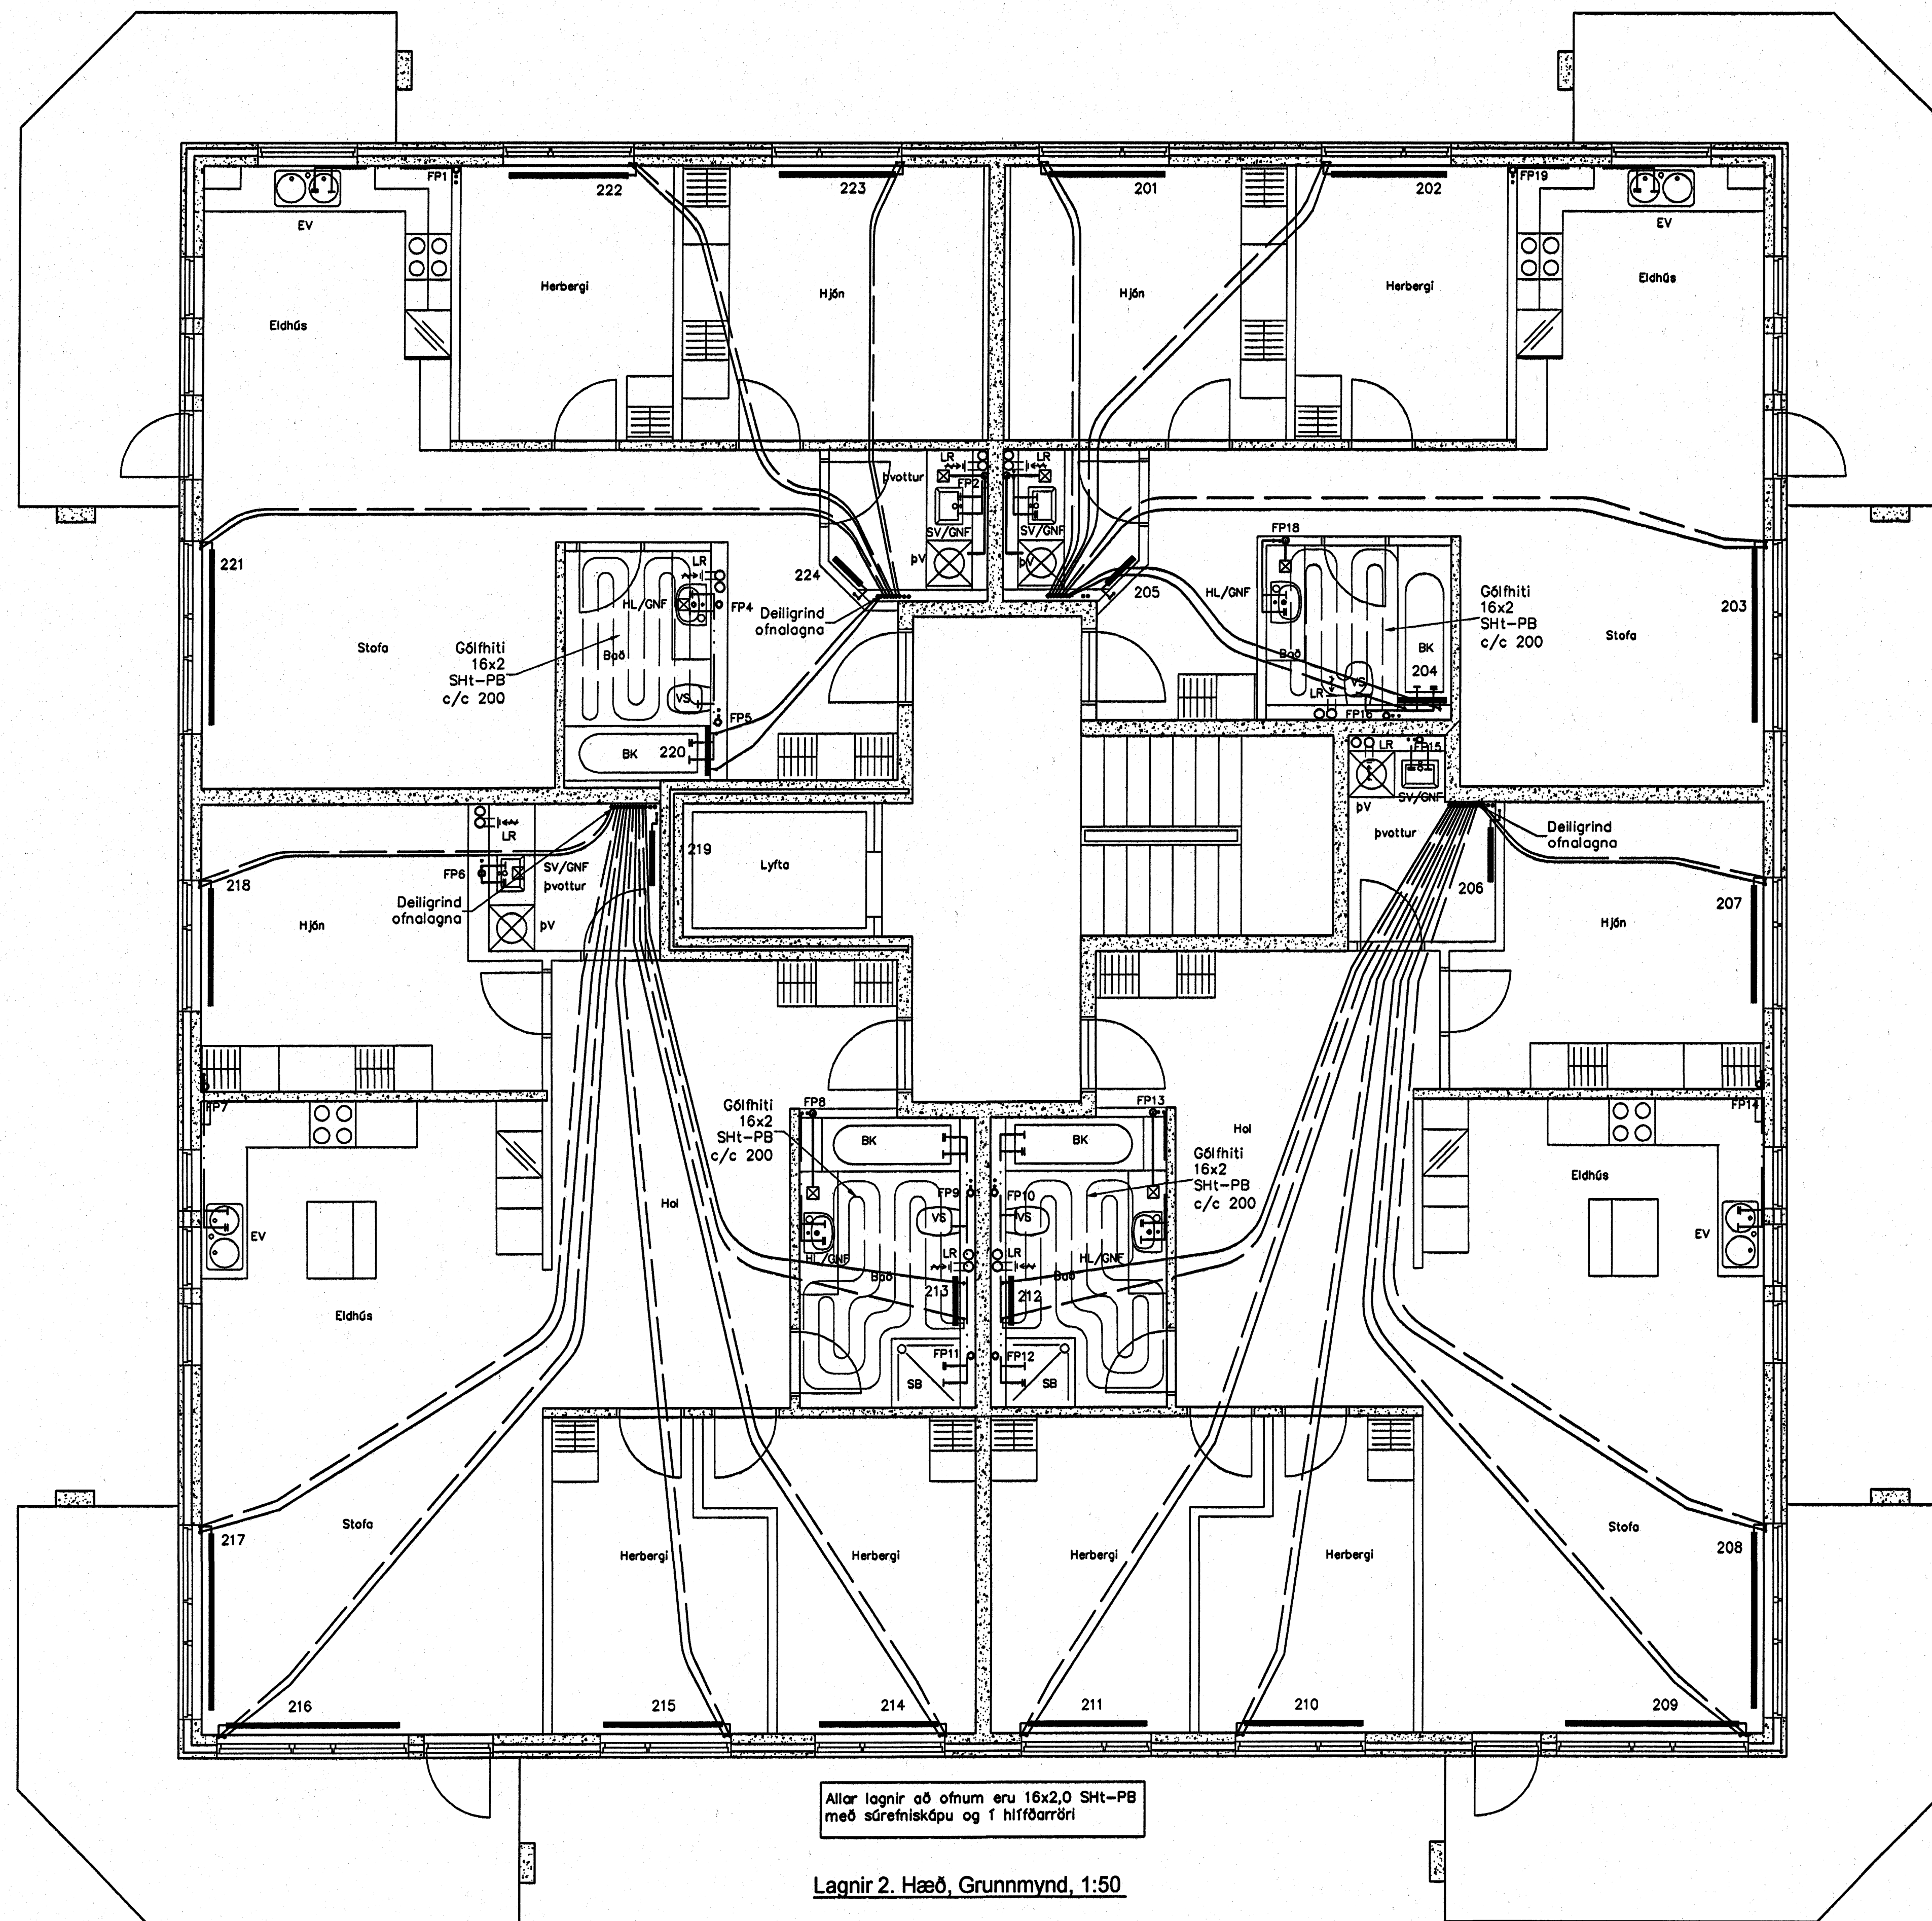 FP1
222
223
201
202
FP19
EV
EV
Herbergi
Hjón
Hjón
Herbergi
Eldhús
Eldhús
LR
LR
þvottur
FP2
SV/GNF
SV/GNF
þV
þV
FP18
221
224
205
203
LR
HL/GNF
FP4
HL/GNF
Deiligrind
ofnalagna
Gólfhiti
16x2
SHt-PB
c/c 200
Stofa
Stofa
Gólfhiti
16x2
SHt-PB
c/c 200
Bað
Bað
BK
204
VS
VS
LR
FP5
FP16
BK
220
LR
FP15
þV
SV/GNF
LR
219
þvottur
Deiligrind
ofnalagna
Lyfta
FP6
SV/GNF
þvottur
218
206
207
Deiligrind
ofnalagna
Hjón
þV
Hjón
FP7
FP8
FP13
FP14
Gólfhiti
16x2
SHt-PB
c/c 200
BK
BK
Hol
Gólfhiti
16x2
SHt-PB
c/c 200
Eldhús
Hol
FP9
FP10
VS
VS
EV
EV
HL/GNF
LR
LR
HL/GNF
Bað
Bað
213
212
Eldhús
FP11
FP12
SB
SB
217
Stofa
Herbergi
Herbergi
Herbergi
Herbergi
Stofa
208
216
215
214
211
210
209
Allar lagnir að ofnum eru 16x2,0 SHt-PB
með súrefniskápu og í hlífðarröri
Lagnir 2. Hæð, Grunnmynd, 1:50